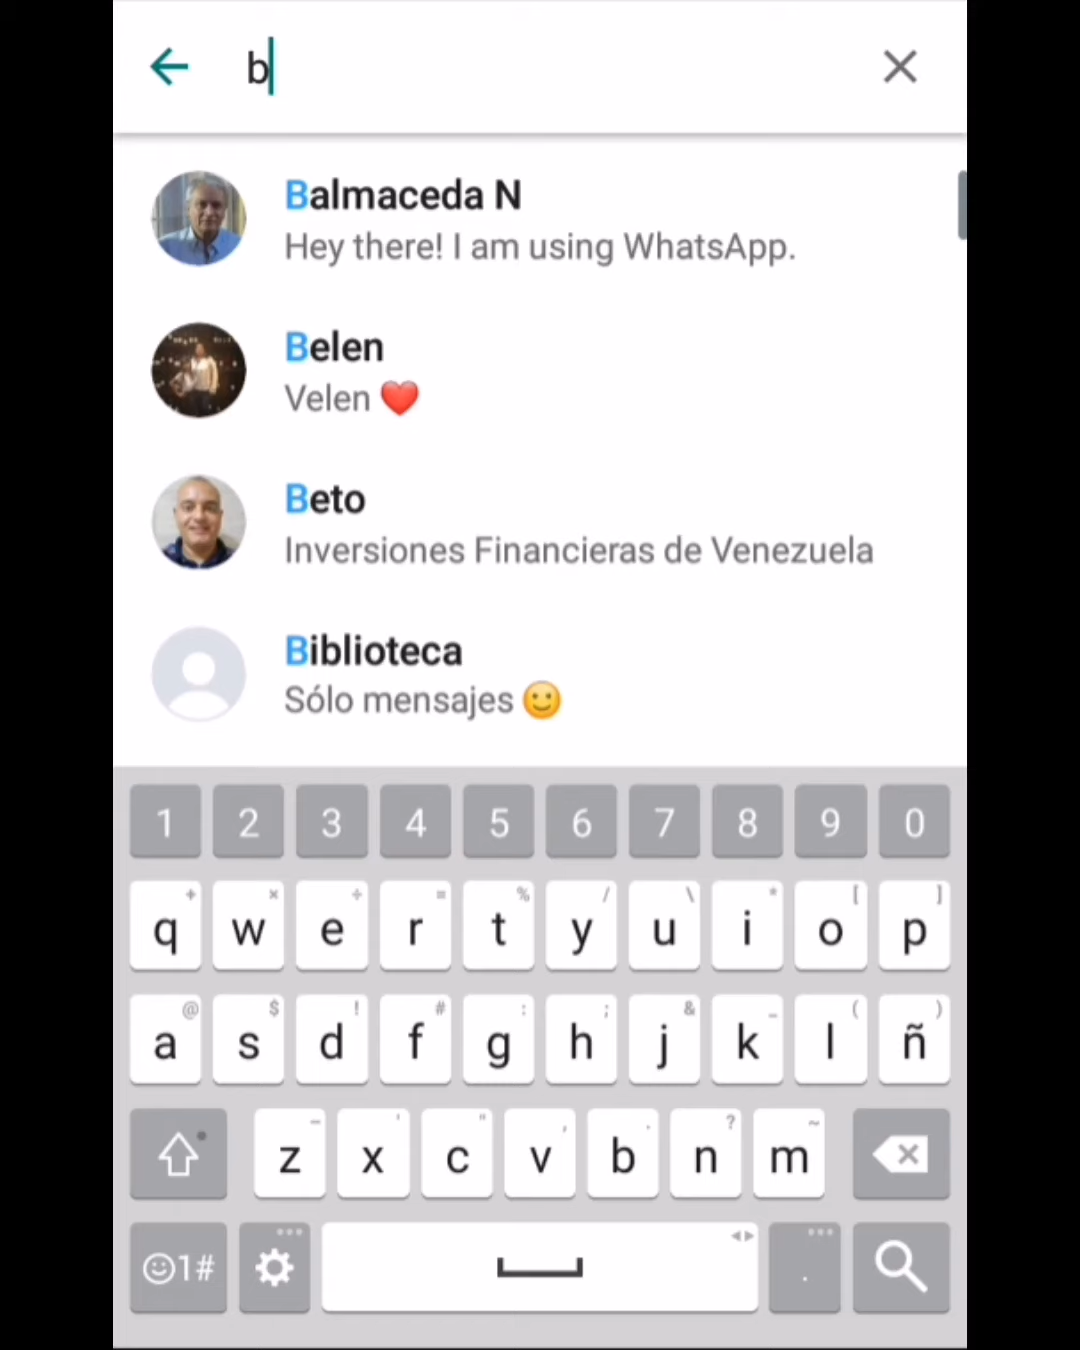 b
Balmaceda N
Hey there! I am using WhatsApp.
Belen
Velen ❤️
Beto
Inversiones Financieras de Venezuela
Biblioteca
Sólo mensajes 🙂
1 2 3 4 5 6 7 8 9 0
+ × ÷ = % / \ * [ ]
q w e r t y u i o p
@ $ ! # : ; & _ ( )
a s d f g h j k l ñ
- ' " , . ? ~
z x c v b n m
1# .